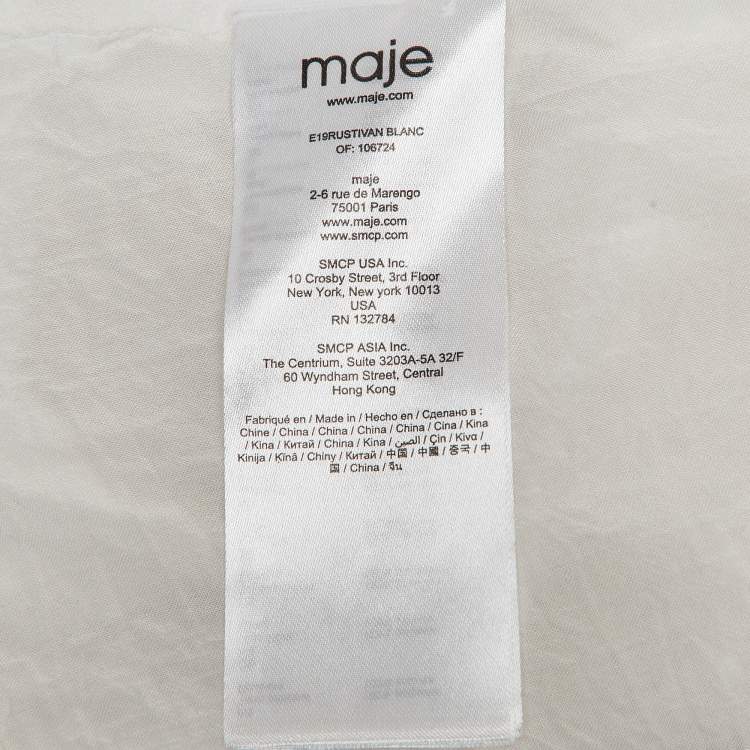 maje
www.maje.com
E19RUSTIVAN BLANC
OF: 106724
maje
2-6 rue de Marengo
75001 Paris
www.maje.com
www.smcp.com
SMCP USA Inc.
10 Crosby Street, 3rd Floor
New York, New york 10013
USA
RN 132784
SMCP ASIA Inc.
The Centrium, Suite 3203A-5A 32/F
60 Wyndham Street, Central
Hong Kong
Fabriqué en / Made in / Hecho en / Сделано в :
Chine / China / China / China / China / Cina / Kina
/ Kina / Китай / China / Kina / الصين / Çin / Κινα /
Kinija / Ķīnā / Chiny / Китай / 中国 / 中國 / 중국 / 中
国 / China / จีน